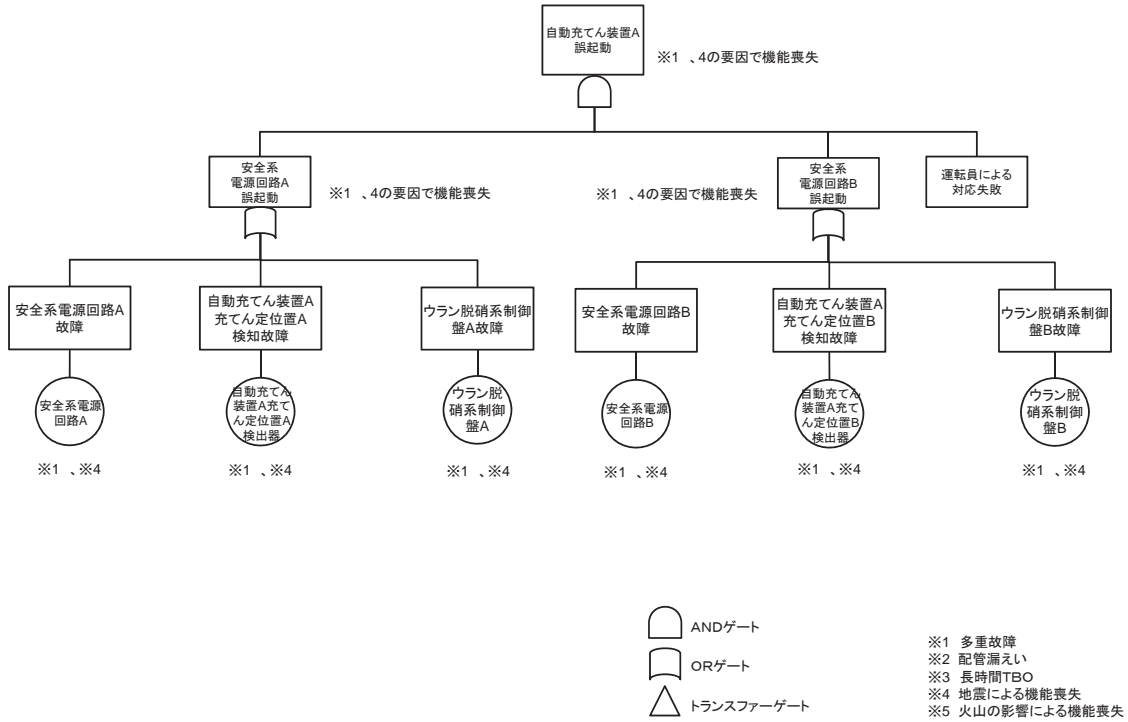 自動充てん装置A
誤起動
※1 、4の要因で機能喪失
安全系
電源回路A
誤起動
※1 、4の要因で機能喪失
安全系
電源回路B
誤起動
※1 、4の要因で機能喪失
運転員による
対応失敗
安全系電源回路A
故障
自動充てん装置A
充てん定位置A
検知故障
ウラン脱硝系制御
盤A故障
安全系電源回路B
故障
自動充てん装置A
充てん定位置B
検知故障
ウラン脱硝系制御
盤B故障
安全系電源
回路A
自動充てん
装置A充て
ん定位置A
検出器
ウラン脱
硝系制御
盤A
安全系電源
回路B
自動充てん
装置A充て
ん定位置B
検出器
ウラン脱
硝系制御
盤B
※1 、※4
※1 、※4
※1 、※4
※1 、※4
※1 、※4
※1 、※4
ANDゲート
ORゲート
トランスファーゲート
※1 多重故障
※2 配管漏えい
※3 長時間TBO
※4 地震による機能喪失
※5 火山の影響による機能喪失